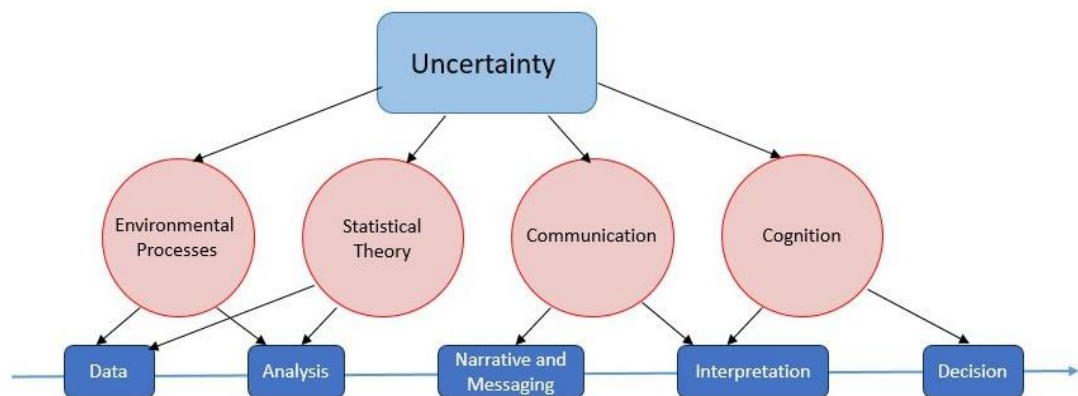 Uncertainty
Environmental
Processes
Statistical
Theory
Communication
Cognition
Data
Analysis
Narrative and
Messaging
Interpretation
Decision